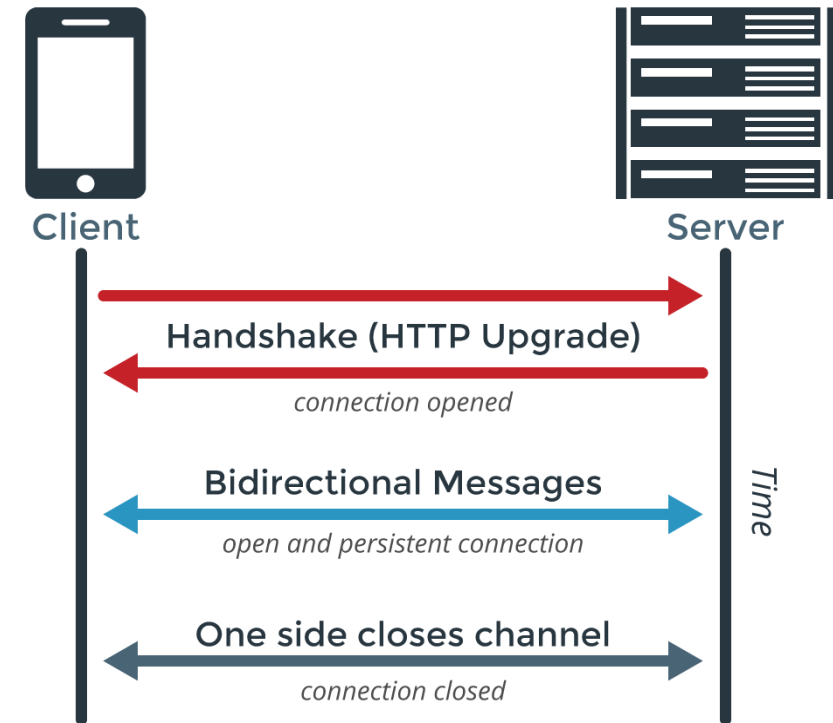 Client
Server
Handshake (HTTP Upgrade)
connection opened
Bidirectional Messages
open and persistent connection
Time
One side closes channel
connection closed